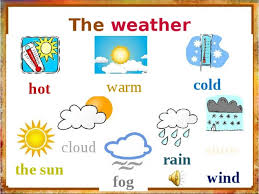 The weather
hot
warm
cold
the sun
cloud
fog
rain
wind